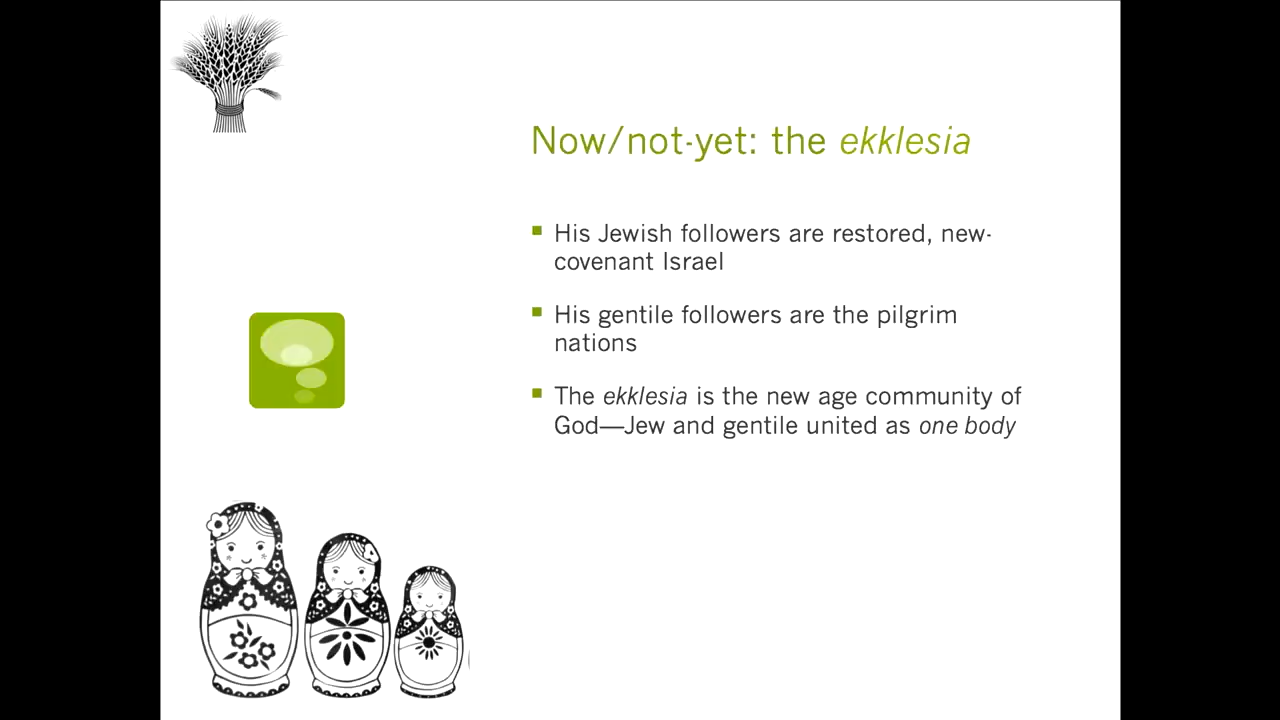 Now/not-yet: the ekklesia
▪ His Jewish followers are restored, new-
covenant Israel
▪ His gentile followers are the pilgrim
nations
▪ The ekklesia is the new age community of
God—Jew and gentile united as one body